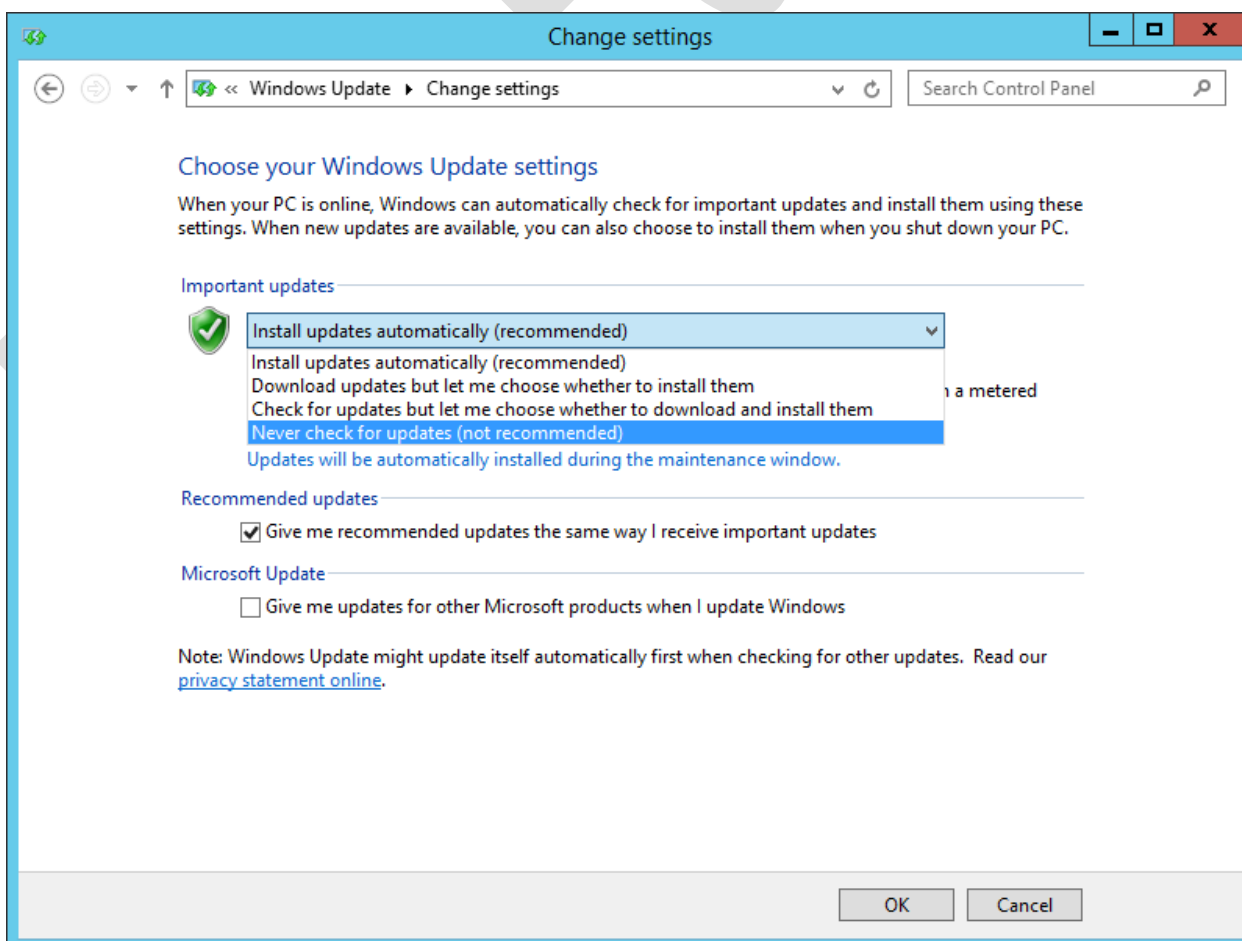 Change settings
« Windows Update Change settings
Search Control Panel
Choose your Windows Update settings
When your PC is online, Windows can automatically check for important updates and install them using these
settings. When new updates are available, you can also choose to install them when you shut down your PC.
Important updates
Install updates automatically (recommended)
Install updates automatically (recommended)
Download updates but let me choose whether to install them
a metered
Check for updates but let me choose whether to download and install them
Never check for updates (not recommended)
Updates will be automatically installed during the maintenance window.
Recommended updates
Give me recommended updates the same way I receive important updates
Microsoft Update
Give me updates for other Microsoft products when I update Windows
Note: Windows Update might update itself automatically first when checking for other updates. Read our
privacy statement online.
OK
Cancel